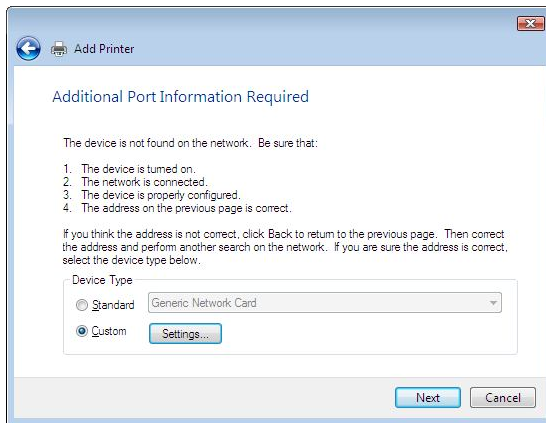 Add Printer
Additional Port Information Required
The device is not found on the network. Be sure that:
1. The device is turned on.
2. The network is connected.
3. The device is properly configured.
4. The address on the previous page is correct.
If you think the address is not correct, click Back to return to the previous page. Then correct
the address and perform another search on the network. If you are sure the address is correct,
select the device type below.
Device Type
Standard Generic Network Card
Custom Settings...
Next Cancel